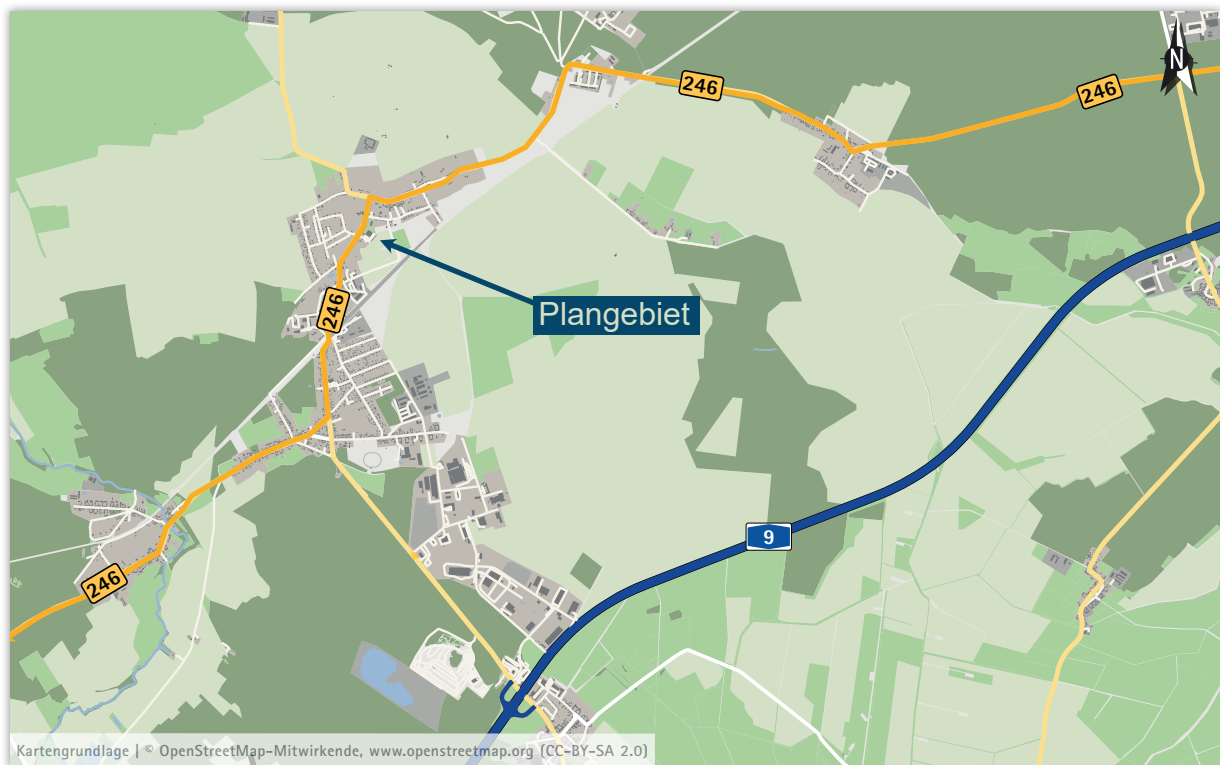 246
246
N
Plangebiet
246
9
246
Kartengrundlage | © OpenStreetMap-Mitwirkende, www.openstreetmap.org (CC-BY-SA 2.0)